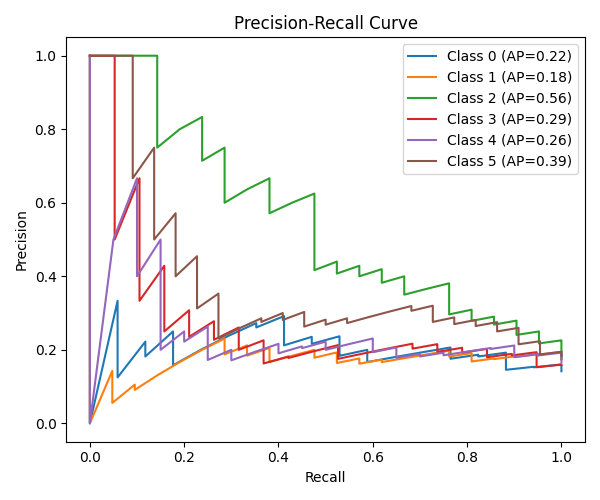 Precision-Recall Curve
Class 0 (AP=0.22)
Class 1 (AP=0.18)
Class 2 (AP=0.56)
Class 3 (AP=0.29)
Class 4 (AP=0.26)
Class 5 (AP=0.39)
Precision
1.0
0.8
0.6
0.4
0.2
0.0
0.0 0.2 0.4 0.6 0.8 1.0
Recall